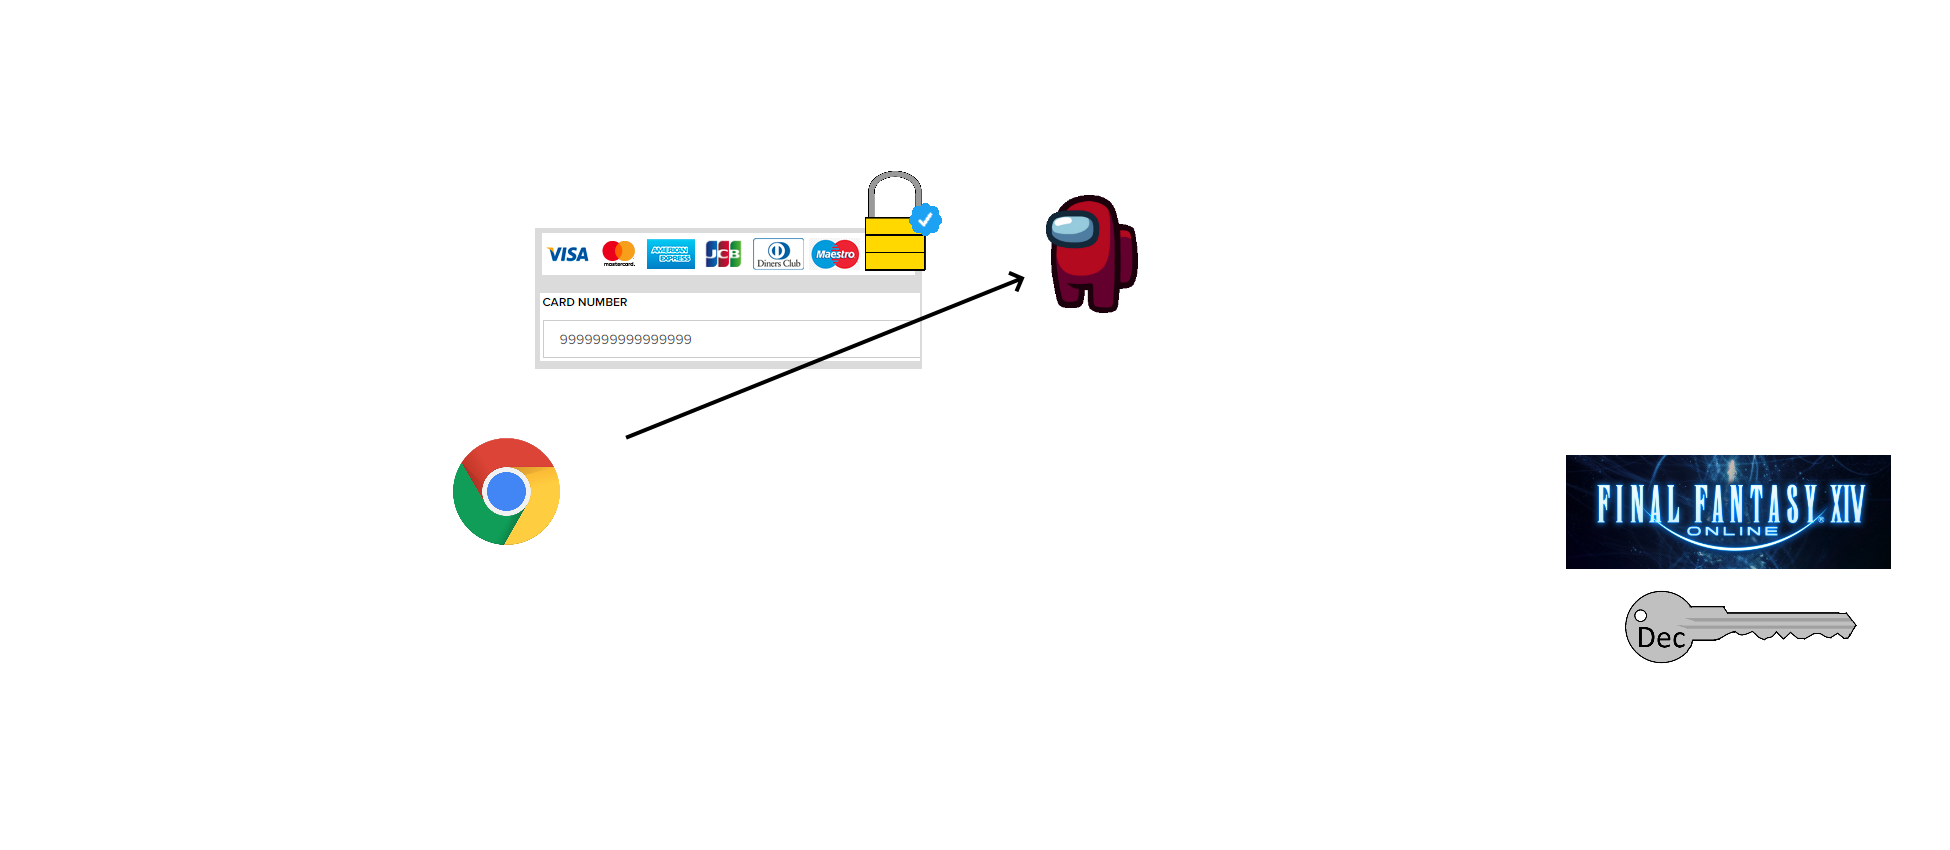 VISA mastercard. AMERICAN EXPRESS JCB Diners Club Maestro
CARD NUMBER
9999999999999999
FINAL FANTASY XIV
ONLINE
Dec